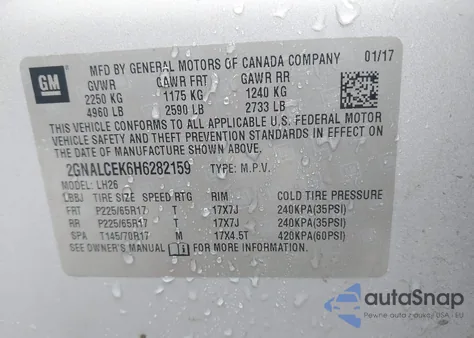 GM
MFD BY GENERAL MOTORS OF CANADA COMPANY 01/17
GVWR GAWR FRT GAWR RR
2250 KG 1175 KG 1240 KG
4960 LB 2590 LB 2733 LB
THIS VEHICLE CONFORMS TO ALL APPLICABLE U.S. FEDERAL MOTOR
VEHICLE SAFETY AND THEFT PREVENTION STANDARDS IN EFFECT ON
THE DATE OF MANUFACTURE SHOWN ABOVE.
2GNALCEK6H6282159 TYPE: M.P.V.
MODEL: LH26
LBBJ TIRE SIZE SPEED RTG RIM COLD TIRE PRESSURE
FRT P225/65R17 T 17X7J 240KPA(35PSI)
RR P225/65R17 T 17X7J 240KPA(35PSI)
SPA T145/70R17 M 17X4.5T 420KPA(60PSI)
SEE OWNER'S MANUAL FOR MORE INFORMATION.
autoSnap
Pewne auta z USA i EU